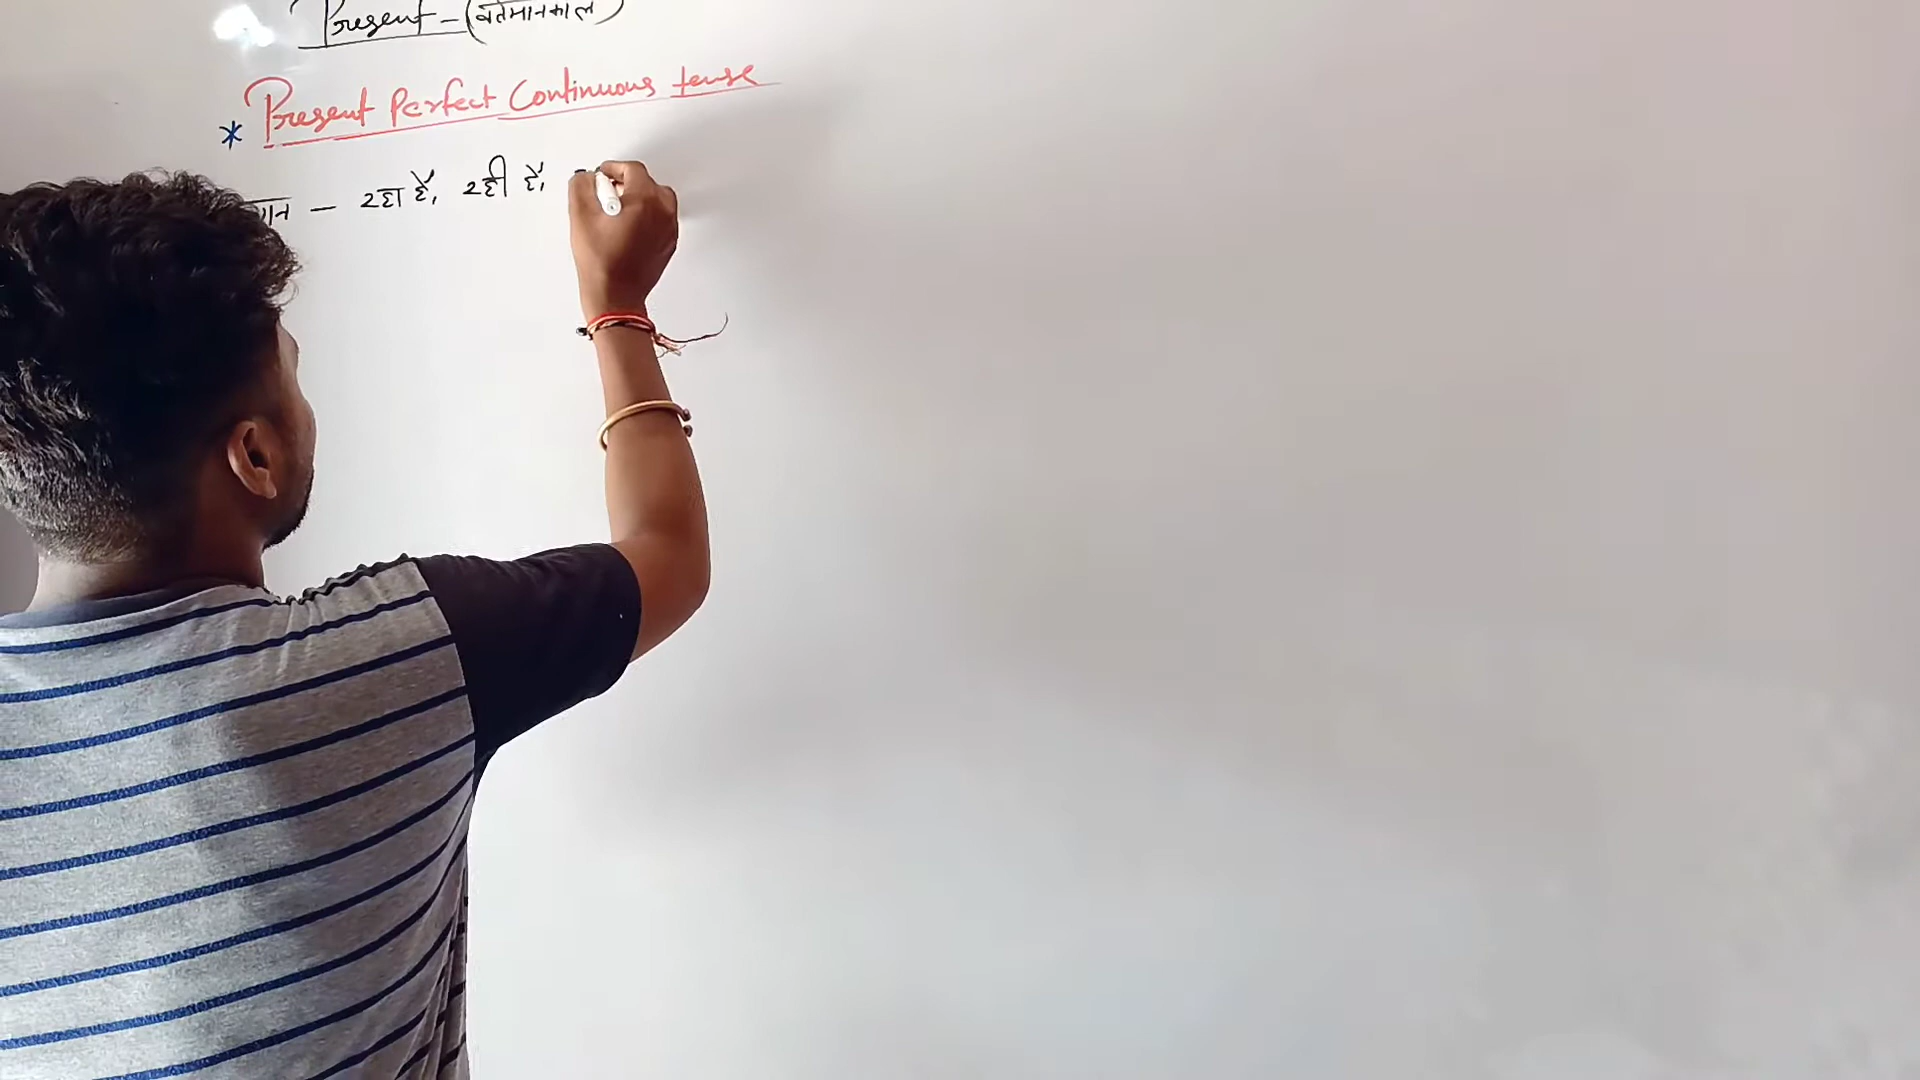 Present - (वर्तमानकाल)
* Present Perfect Continuous tense
- रहा है, रही है,